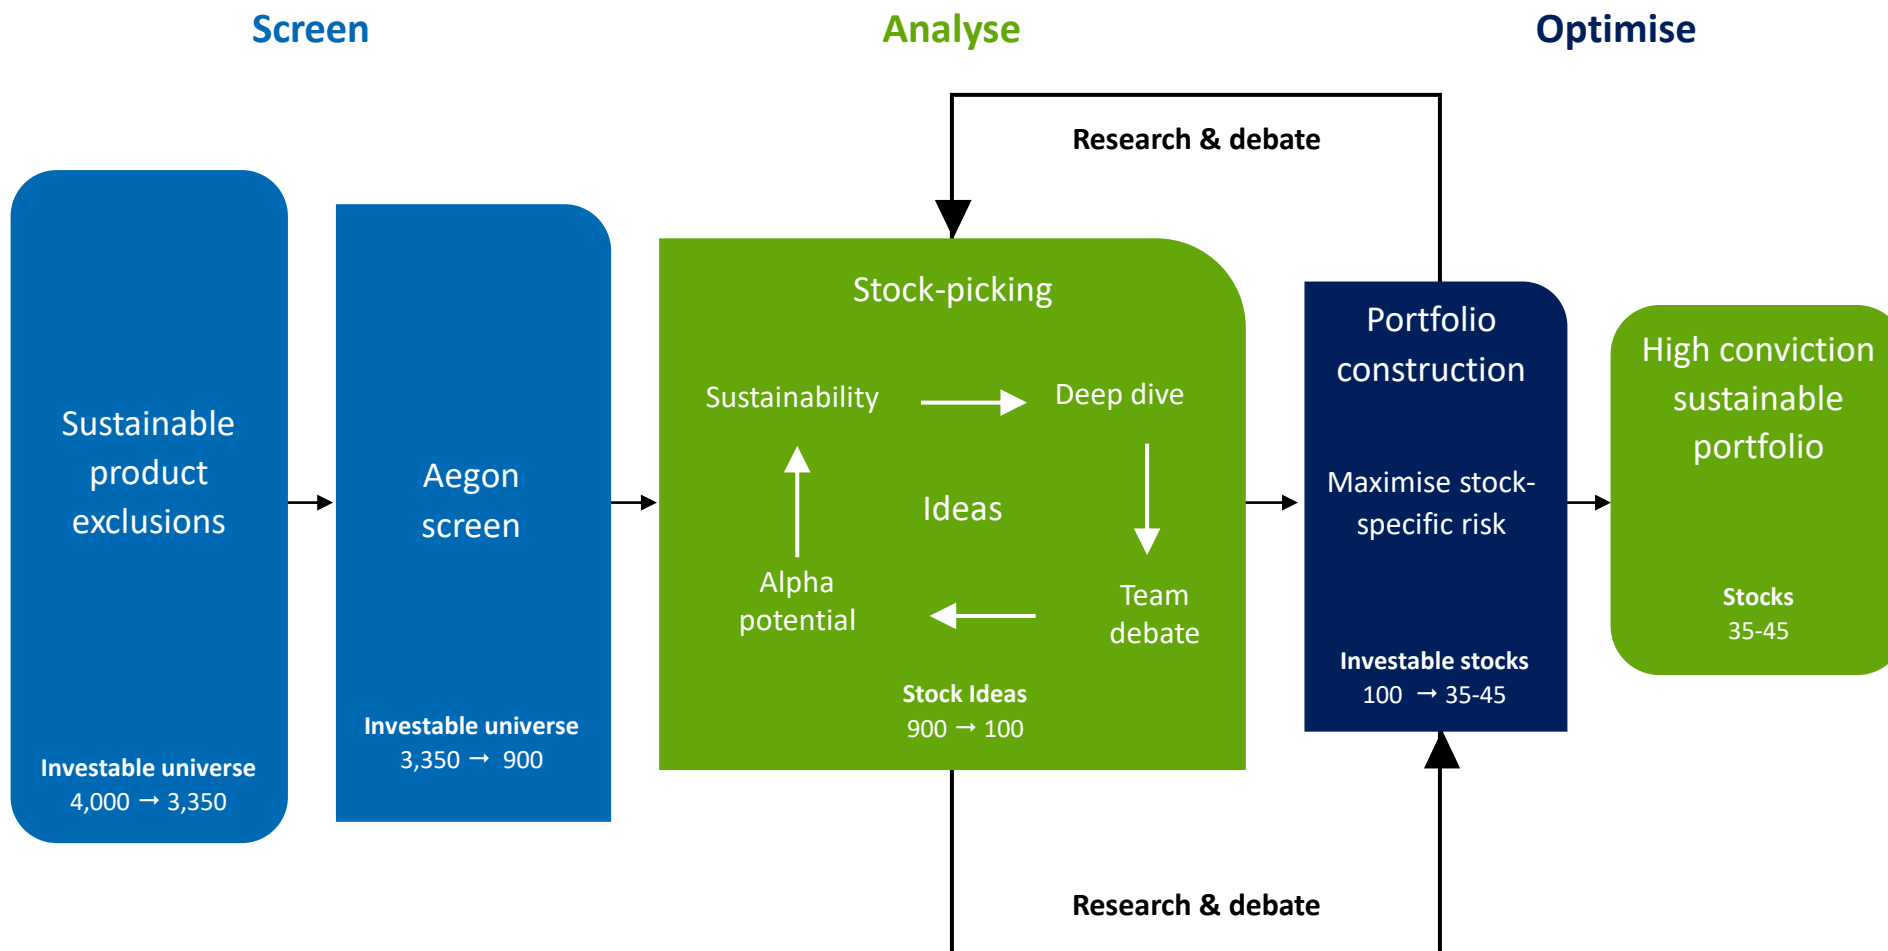 Screen
Analyse
Optimise
Research & debate
Sustainable
product
exclusions
Investable universe
4,000 → 3,350
Aegon
screen
Investable universe
3,350 → 900
Stock-picking
Sustainability
Deep dive
Ideas
Alpha
potential
Team
debate
Stock Ideas
900 → 100
Portfolio
construction
Maximise stock-
specific risk
Investable stocks
100 → 35-45
High conviction
sustainable
portfolio
Stocks
35-45
Research & debate